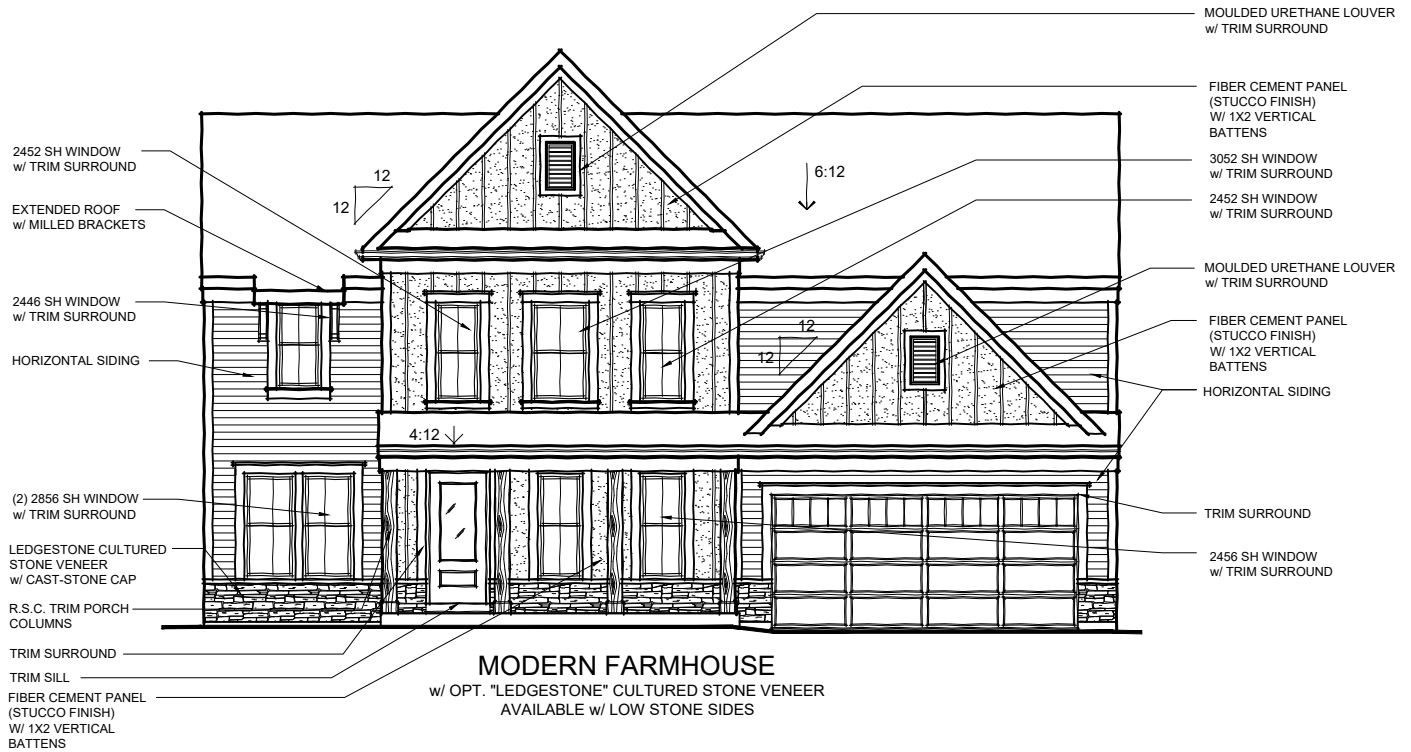 MOULDED URETHANE LOUVER
w/ TRIM SURROUND
FIBER CEMENT PANEL
(STUCCO FINISH)
W/ 1X2 VERTICAL
BATTENS
3052 SH WINDOW
w/ TRIM SURROUND
2452 SH WINDOW
w/ TRIM SURROUND
MOULDED URETHANE LOUVER
w/ TRIM SURROUND
FIBER CEMENT PANEL
(STUCCO FINISH)
W/ 1X2 VERTICAL
BATTENS
HORIZONTAL SIDING
TRIM SURROUND
2456 SH WINDOW
w/ TRIM SURROUND
2452 SH WINDOW
w/ TRIM SURROUND
EXTENDED ROOF
w/ MILLED BRACKETS
2446 SH WINDOW
w/ TRIM SURROUND
HORIZONTAL SIDING
(2) 2856 SH WINDOW
w/ TRIM SURROUND
LEDGESTONE CULTURED
STONE VENEER
w/ CAST-STONE CAP
R.S.C. TRIM PORCH
COLUMNS
TRIM SURROUND
TRIM SILL
FIBER CEMENT PANEL
(STUCCO FINISH)
W/ 1X2 VERTICAL
BATTENS
12
12
6:12
12
12
4:12
MODERN FARMHOUSE
w/ OPT. "LEDGESTONE" CULTURED STONE VENEER
AVAILABLE w/ LOW STONE SIDES